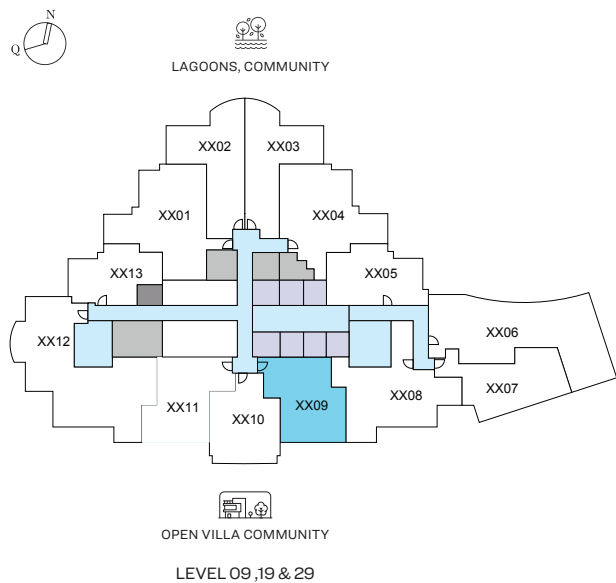 N
Q
LAGOONS, COMMUNITY
XX02
XX03
XX01
XX04
XX13
XX05
XX12
XX06
XX11
XX10
XX09
XX08
XX07
OPEN VILLA COMMUNITY
LEVEL 09 ,19 & 29